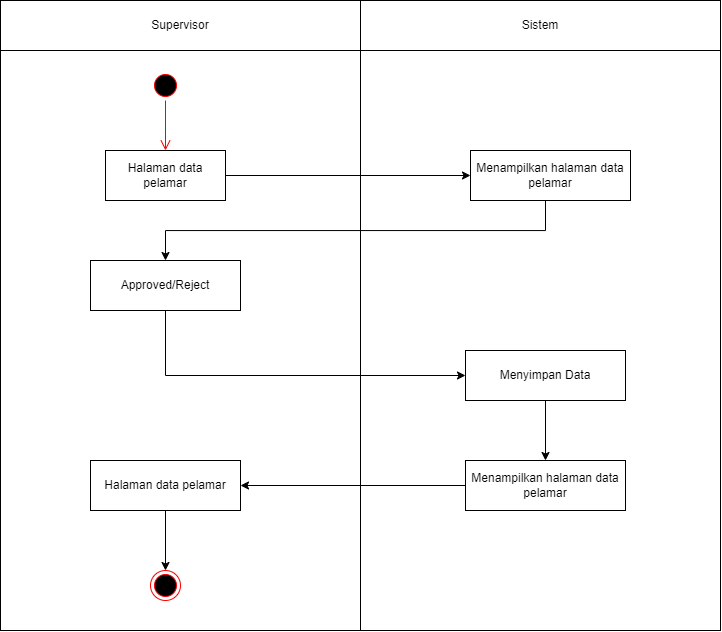 Supervisor
Sistem
Halaman data
pelamar
Menampilkan halaman data
pelamar
Approved/Reject
Menyimpan Data
Halaman data pelamar
Menampilkan halaman data
pelamar